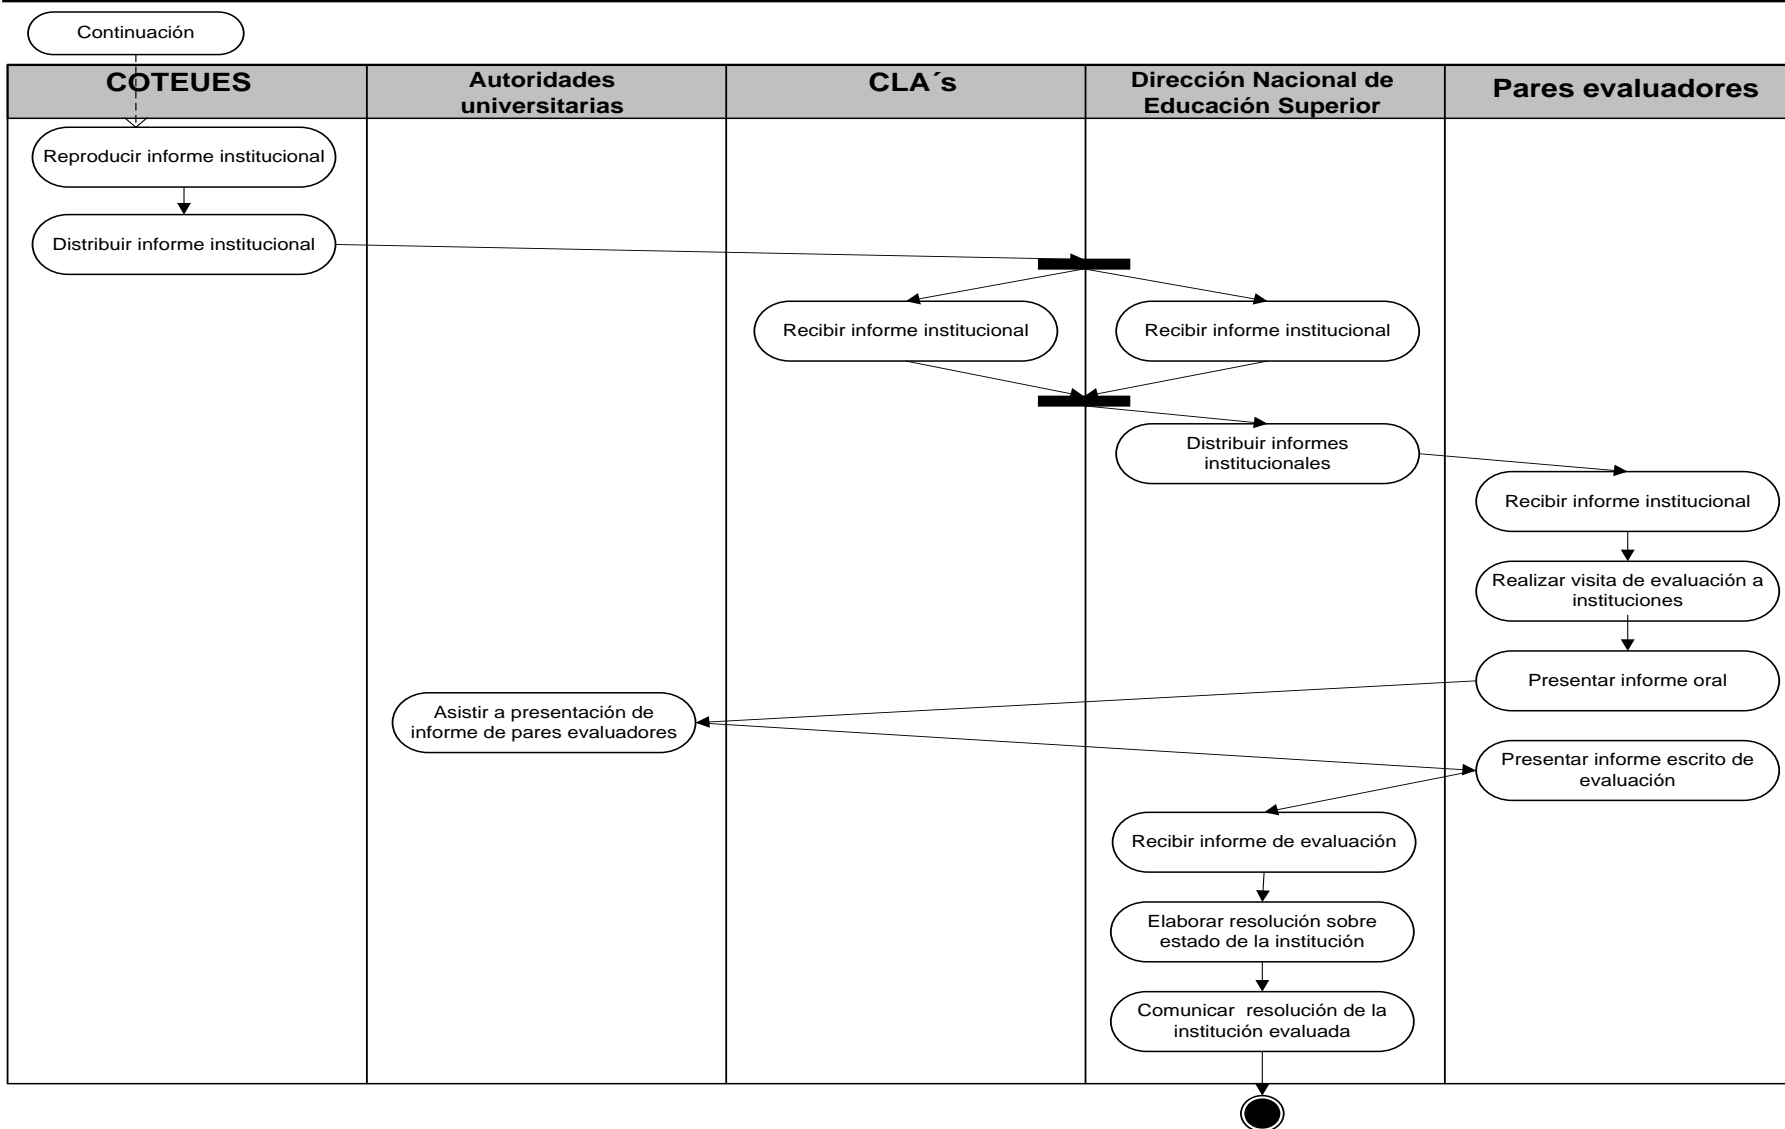 Continuación
COTEUES
Autoridades
universitarias
CLA´s
Dirección Nacional de
Educación Superior
Pares evaluadores
Reproducir informe institucional
Distribuir informe institucional
Recibir informe institucional
Recibir informe institucional
Distribuir informes
institucionales
Recibir informe institucional
Realizar visita de evaluación a
instituciones
Presentar informe oral
Asistir a presentación de
informe de pares evaluadores
Presentar informe escrito de
evaluación
Recibir informe de evaluación
Elaborar resolución sobre
estado de la institución
Comunicar  resolución de la
institución evaluada